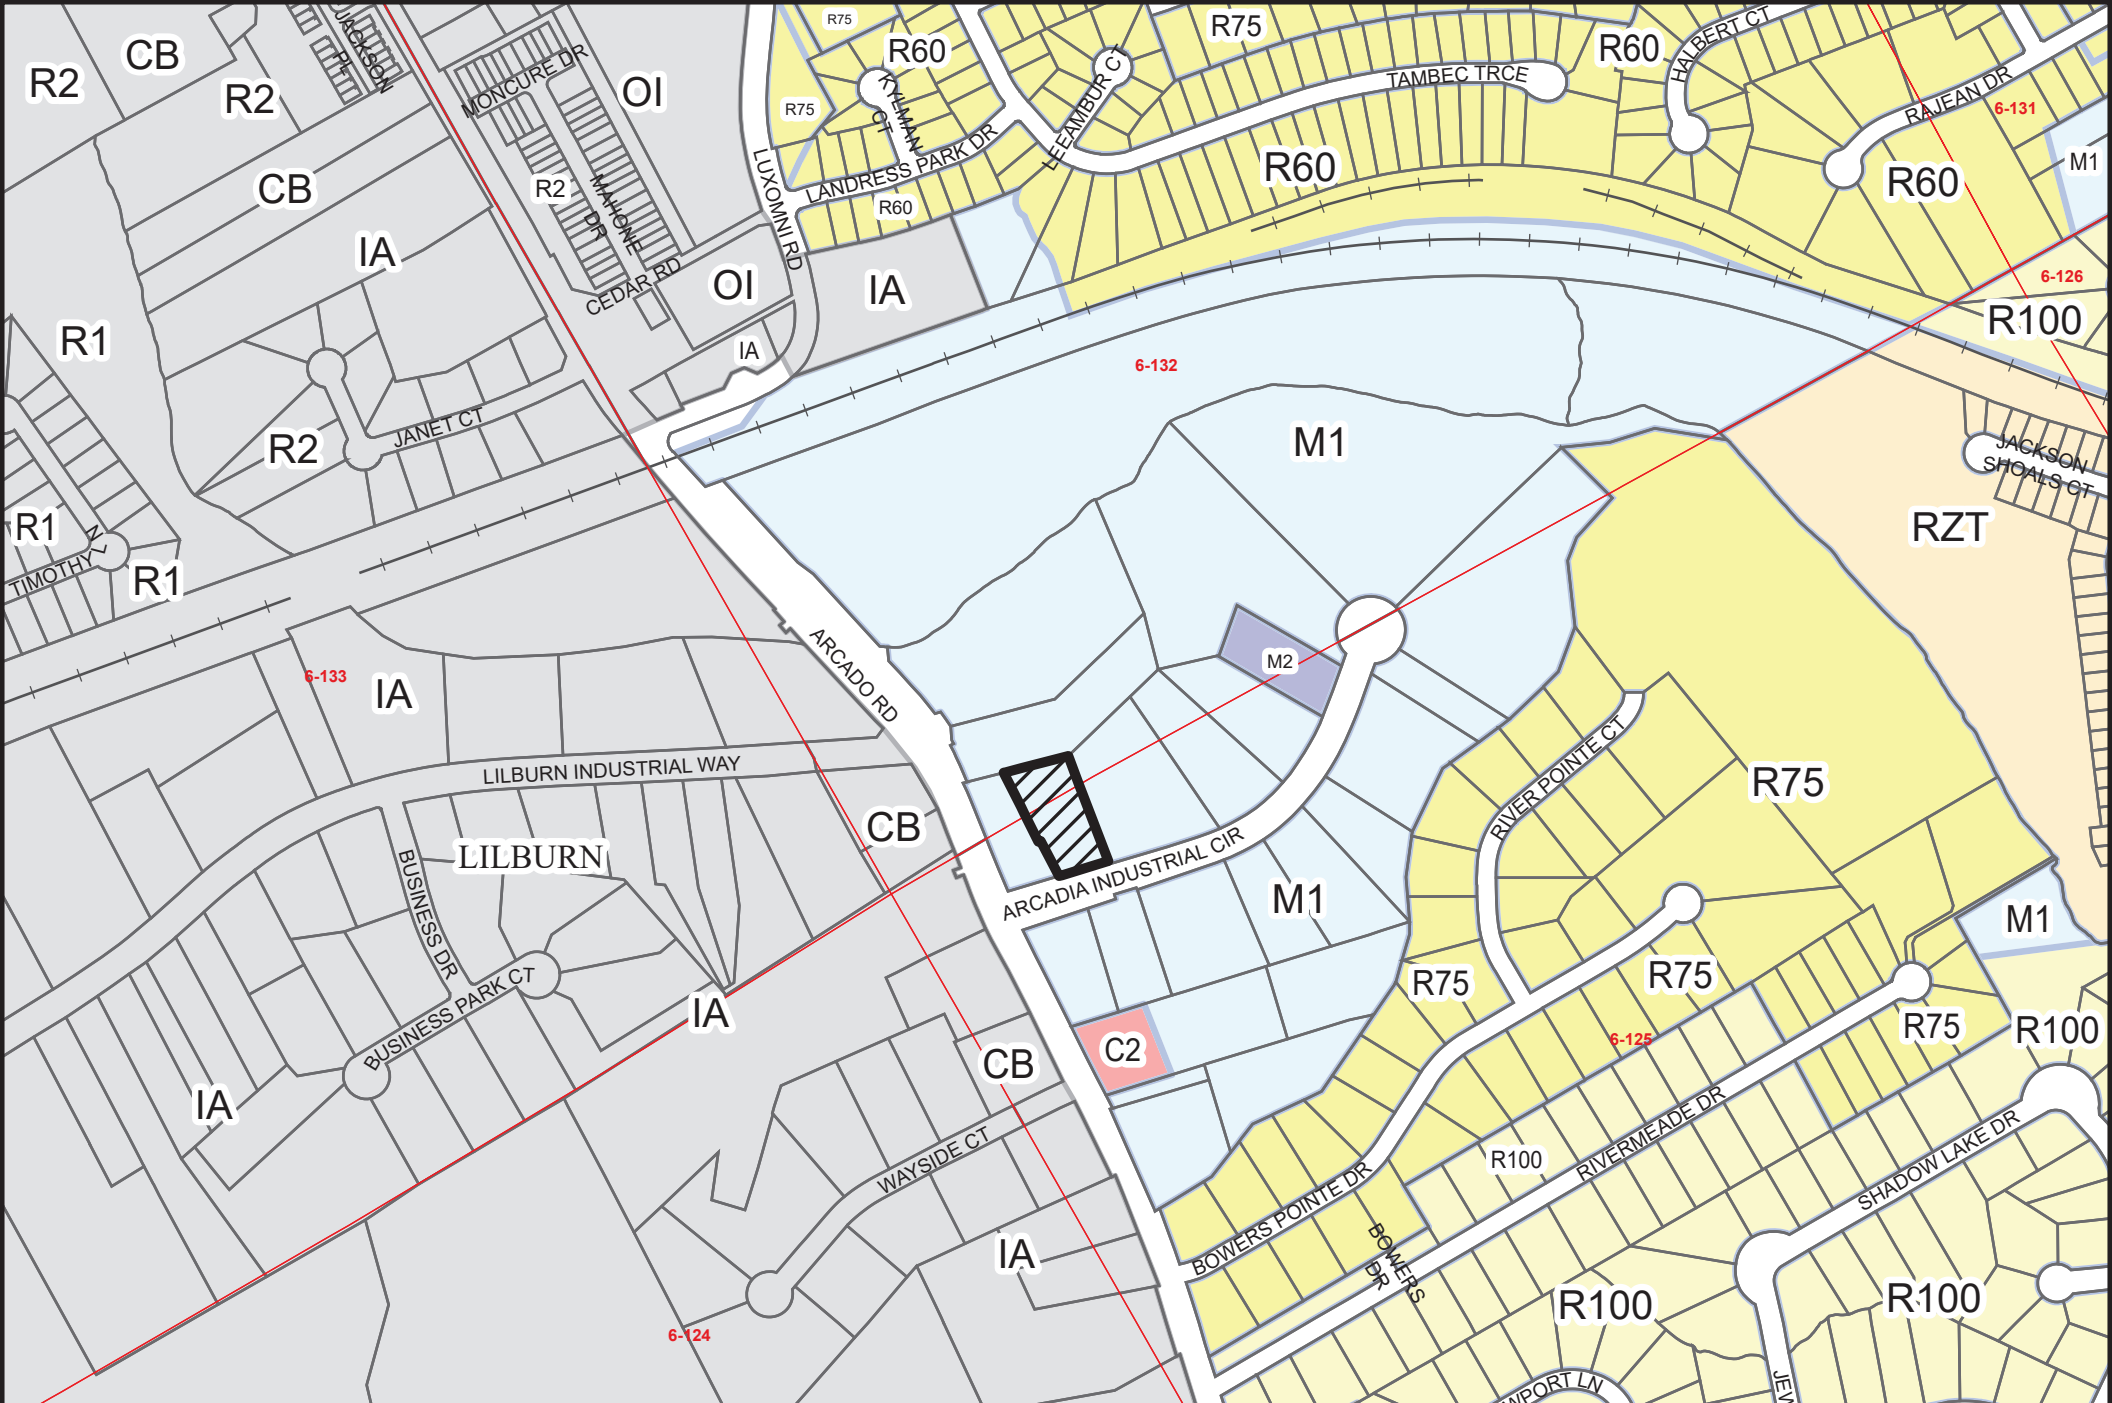 R75
R75
CB
R2
R2
JACKSON
PL
MONCURE DR
OI
R60
KYLMAN
CT
LEEAMBUR CT
TAMBEC TRCE
R60
HALBERT CT
RAJEAN DR
6-131
M1
R75
CB
R2
MAHONE
DR
LUXOMNI RD
LANDRESS PARK DR
R60
R60
R60
IA
CEDAR RD
OI
IA
6-126
R100
R1
IA
6-132
R2
JANET CT
M1
JACKSON
SHOALS CT
R1
TIMOTHY
LN
R1
RZT
6-133
IA
ARCADO RD
M2
LILBURN INDUSTRIAL WAY
RIVER POINTE CT
R75
CB
LILBURN
BUSINESS DR
ARCADIA INDUSTRIAL CIR
M1
M1
BUSINESS PARK CT
IA
R75
R75
R75
R100
6-125
C2
CB
IA
WAYSIDE CT
R100
RIVERMEADE DR
SHADOW LAKE DR
BOWERS POINTE DR
BOWERS
DR
IA
R100
R100
6-124
WPORT LN
JEW